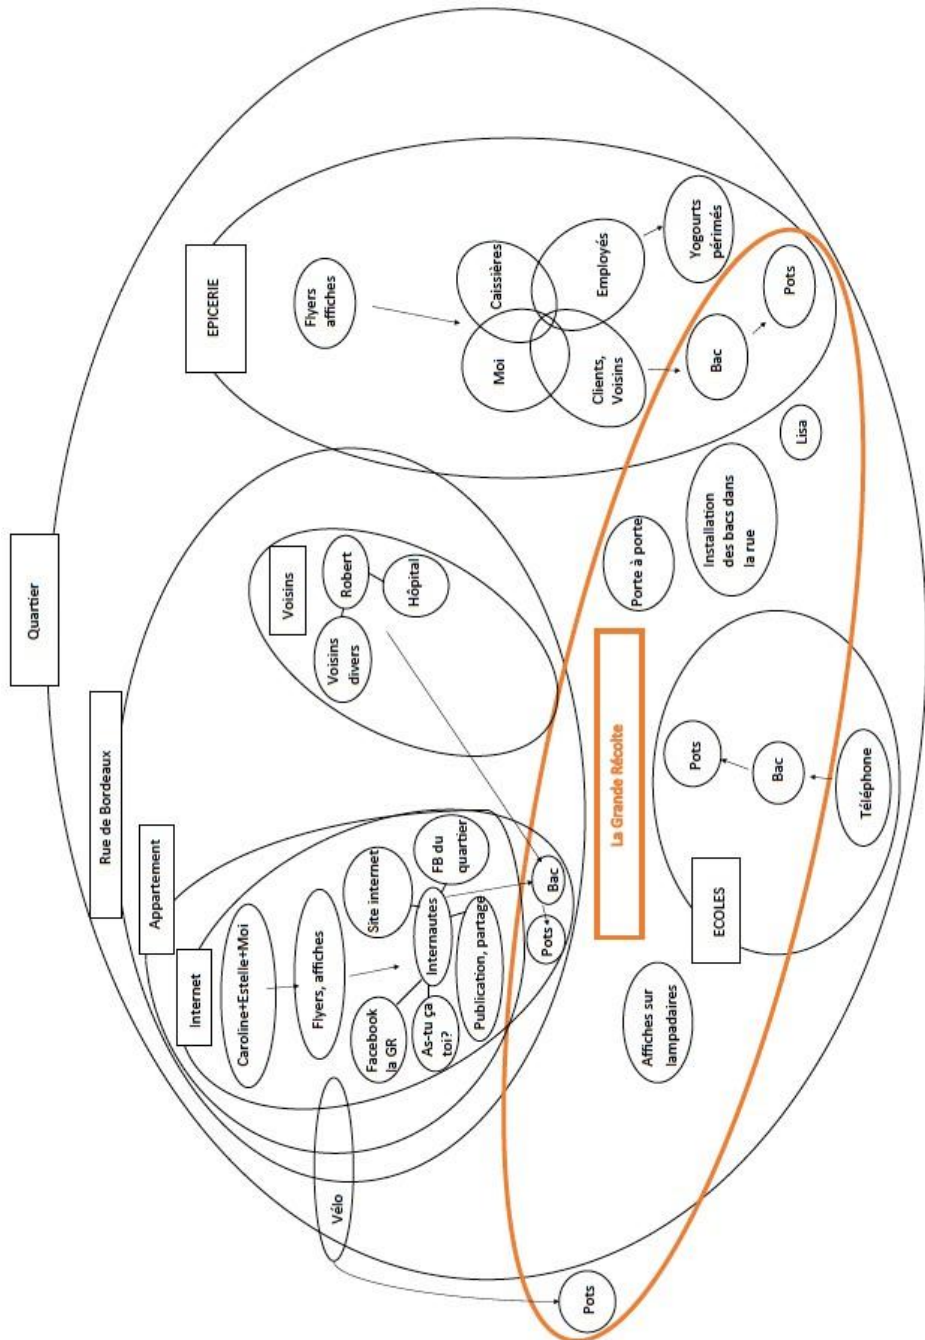 Quartier
Rue de Bordeaux
Appartement
Internet
Caroline+Estelle+Moi
Flyers, affiches
Site internet
Facebook
la GR
Internautes
FB du
quartier
As-tu ça
toi?
Publication, partage
Pots*
Bac
Vélo
Pots
Voisins
Voisins
divers
Robert
Hôpital
EPICERIE
Flyers
affiches
Moi
Caissières
Clients,
Voisins
Employés
Yogourts
périmés
Bac
Pots
La Grande Récolte
Affiches sur
lampadaires
ECOLES
Pots
Bac
Téléphone
Porte à porte
Installation
des bacs dans
la rue
Lisa